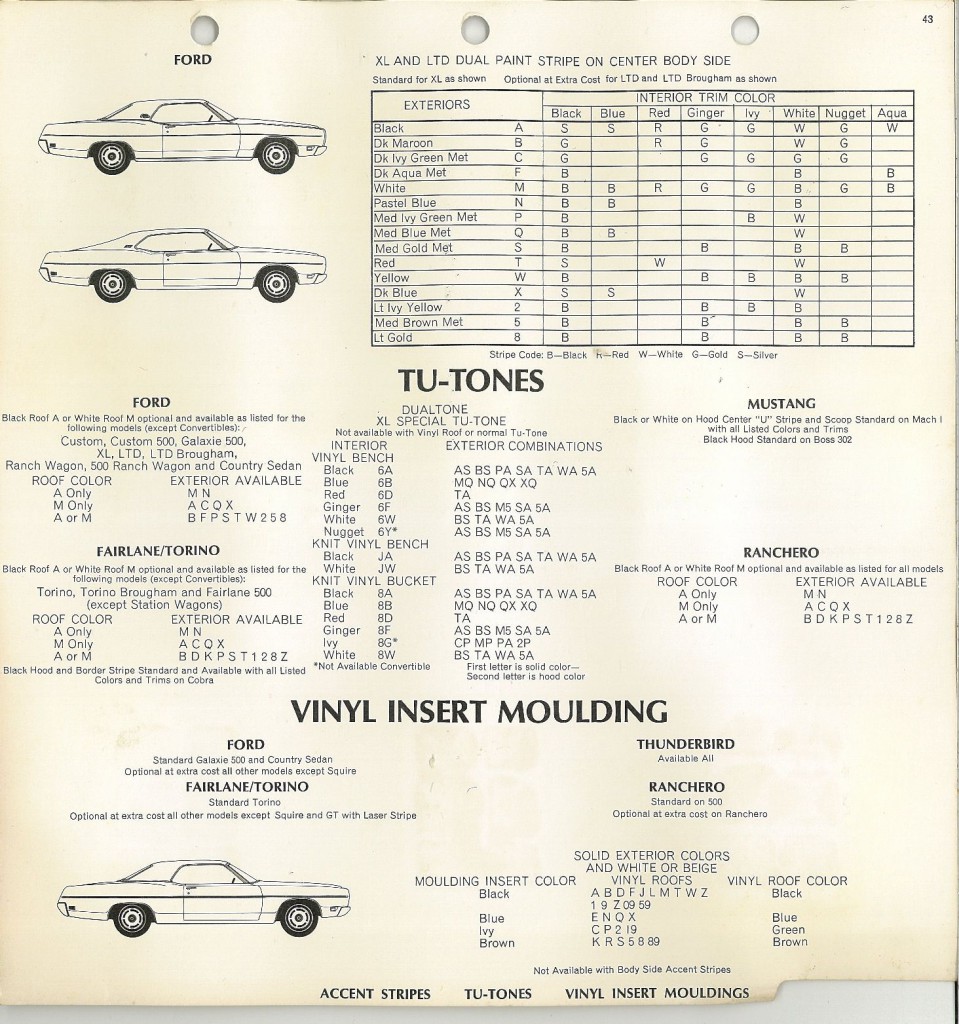 43
FORD
XL AND LTD DUAL PAINT STRIPE ON CENTER BODY SIDE
Standard for XL as shown Optional at Extra Cost for LTD and LTD Brougham as shown
EXTERIORS INTERIOR TRIM COLOR
Black Blue Red Ginger Ivy White Nugget Aqua
Black A S S R G G W G W
Dk Maroon B G R G W G
Dk Ivy Green Met C G G G G G
Dk Aqua Met F B B B
White M B B R G G B G B
Pastel Blue N B B B
Med Ivy Green Met P B B W
Med Blue Met Q B B W
Med Gold Met S B B B B
Red T S W W
Yellow W B B B B B
Dk Blue X S S W
Lt Ivy Yellow 2 B B B B
Med Brown Met 5 B B B B
Lt Gold 8 B B B B
Stripe Code: B—Black R—Red W—White G—Gold S—Silver
TU-TONES
FORD
Black Roof A or White Roof M optional and available as listed for the
following models (except Convertibles):
Custom, Custom 500, Galaxie 500,
XL, LTD, LTD Brougham,
Ranch Wagon, 500 Ranch Wagon and Country Sedan
ROOF COLOR EXTERIOR AVAILABLE
A Only M N
M Only A C Q X
A or M B F P S T W 2 5 8
FAIRLANE/TORINO
Black Roof A or White Roof M optional and available as listed for the
following models (except Convertibles):
Torino, Torino Brougham and Fairlane 500
(except Station Wagons)
ROOF COLOR EXTERIOR AVAILABLE
A Only M N
M Only A C Q X
A or M B D K P S T 1 2 8 Z
Black Hood and Border Stripe Standard and Available with all Listed
Colors and Trims on Cobra
DUALTONE
XL SPECIAL TU-TONE
Not available with Vinyl Roof or normal Tu-Tone
INTERIOR EXTERIOR COMBINATIONS
VINYL BENCH
Black 6A AS BS PA SA TA WA 5A
Blue 6B MQ NQ QX XQ
Red 6D TA
Ginger 6F AS BS M5 SA 5A
White 6W BS TA WA 5A
Nugget 6Y* AS BS M5 SA 5A
KNIT VINYL BENCH
Black JA AS BS PA SA TA WA 5A
White JW BS TA WA 5A
KNIT VINYL BUCKET
Black 8A AS BS PA SA TA WA 5A
Blue 8B MQ NQ QX XQ
Red 8D TA
Ginger 8F AS BS M5 SA 5A
Ivy 8G* CP MP PA 2P
White 8W BS TA WA 5A
*Not Available Convertible First letter is solid color—
Second letter is hood color
MUSTANG
Black or White on Hood Center "U" Stripe and Scoop Standard on Mach I
with all Listed Colors and Trims
Black Hood Standard on Boss 302
RANCHERO
Black Roof A or White Roof M optional and available as listed for all models
ROOF COLOR EXTERIOR AVAILABLE
A Only M N
M Only A C Q X
A or M B D K P S T 1 2 8 Z
VINYL INSERT MOULDING
FORD
Standard Galaxie 500 and Country Sedan
Optional at extra cost all other models except Squire
FAIRLANE/TORINO
Standard Torino
Optional at extra cost all other models except Squire and GT with Laser Stripe
THUNDERBIRD
Available All
RANCHERO
Standard on 500
Optional at extra cost on Ranchero
SOLID EXTERIOR COLORS
AND WHITE OR BEIGE
MOULDING INSERT COLOR VINYL ROOFS VINYL ROOF COLOR
Black A B D F J L M T W Z Black
1 9 Z 09 59
Blue E N Q X Blue
Ivy C P 2 19 Green
Brown K R S 5 8 89 Brown
Not Available with Body Side Accent Stripes
ACCENT STRIPES TU-TONES VINYL INSERT MOULDINGS